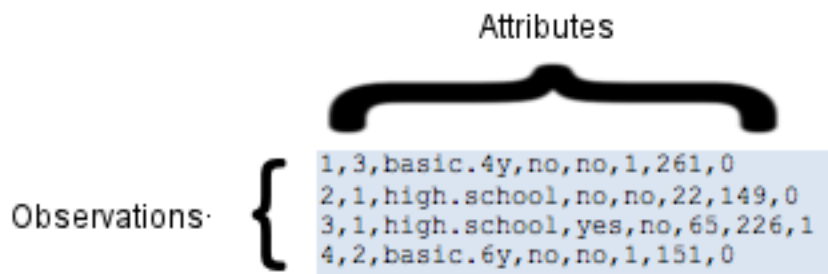 Attributes
1,3,basic.4y,no,no,1,261,0
2,1,high.school,no,no,22,149,0
Observations
3,1,high.school,yes,no,65,226,1
4,2,basic.6y,no,no,1,151,0